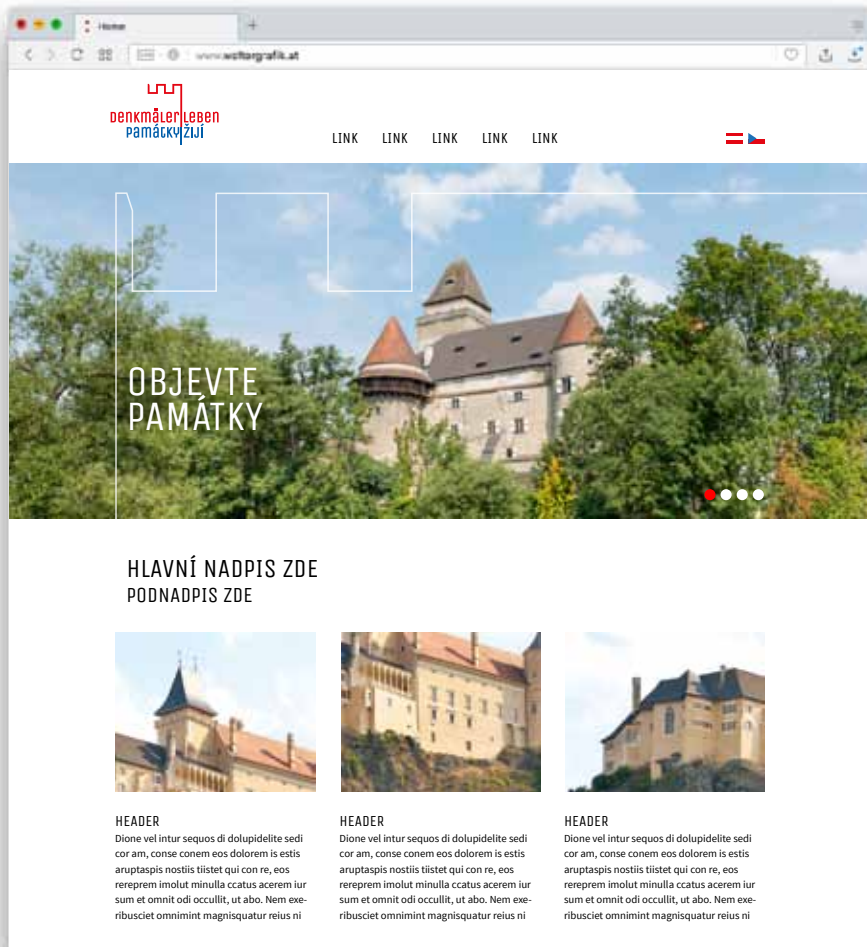 Home
www.woltargrafik.at
DENKMÄLER LEBEN
PAMÁTKY ŽIJÍ
LINK LINK LINK LINK LINK
OBJEVTE
PAMÁTKY
HLAVNÍ NADPIS ZDE
PODNADPIS ZDE
HEADER
Dione vel intur sequos di dolupidelite sedi
cor am, conse conem eos dolorem is estis
aruptaspis nostiis tiistet qui con re, eos
rereprem imolut minulla ccatus acerem iur
sum et omnit odi occullit, ut abo. Nem exe-
ribusciet omnimint magnisquatur reius ni
HEADER
Dione vel intur sequos di dolupidelite sedi
cor am, conse conem eos dolorem is estis
aruptaspis nostiis tiistet qui con re, eos
rereprem imolut minulla ccatus acerem iur
sum et omnit odi occullit, ut abo. Nem exe-
ribusciet omnimint magnisquatur reius ni
HEADER
Dione vel intur sequos di dolupidelite sedi
cor am, conse conem eos dolorem is estis
aruptaspis nostiis tiistet qui con re, eos
rereprem imolut minulla ccatus acerem iur
sum et omnit odi occullit, ut abo. Nem exe-
ribusciet omnimint magnisquatur reius ni